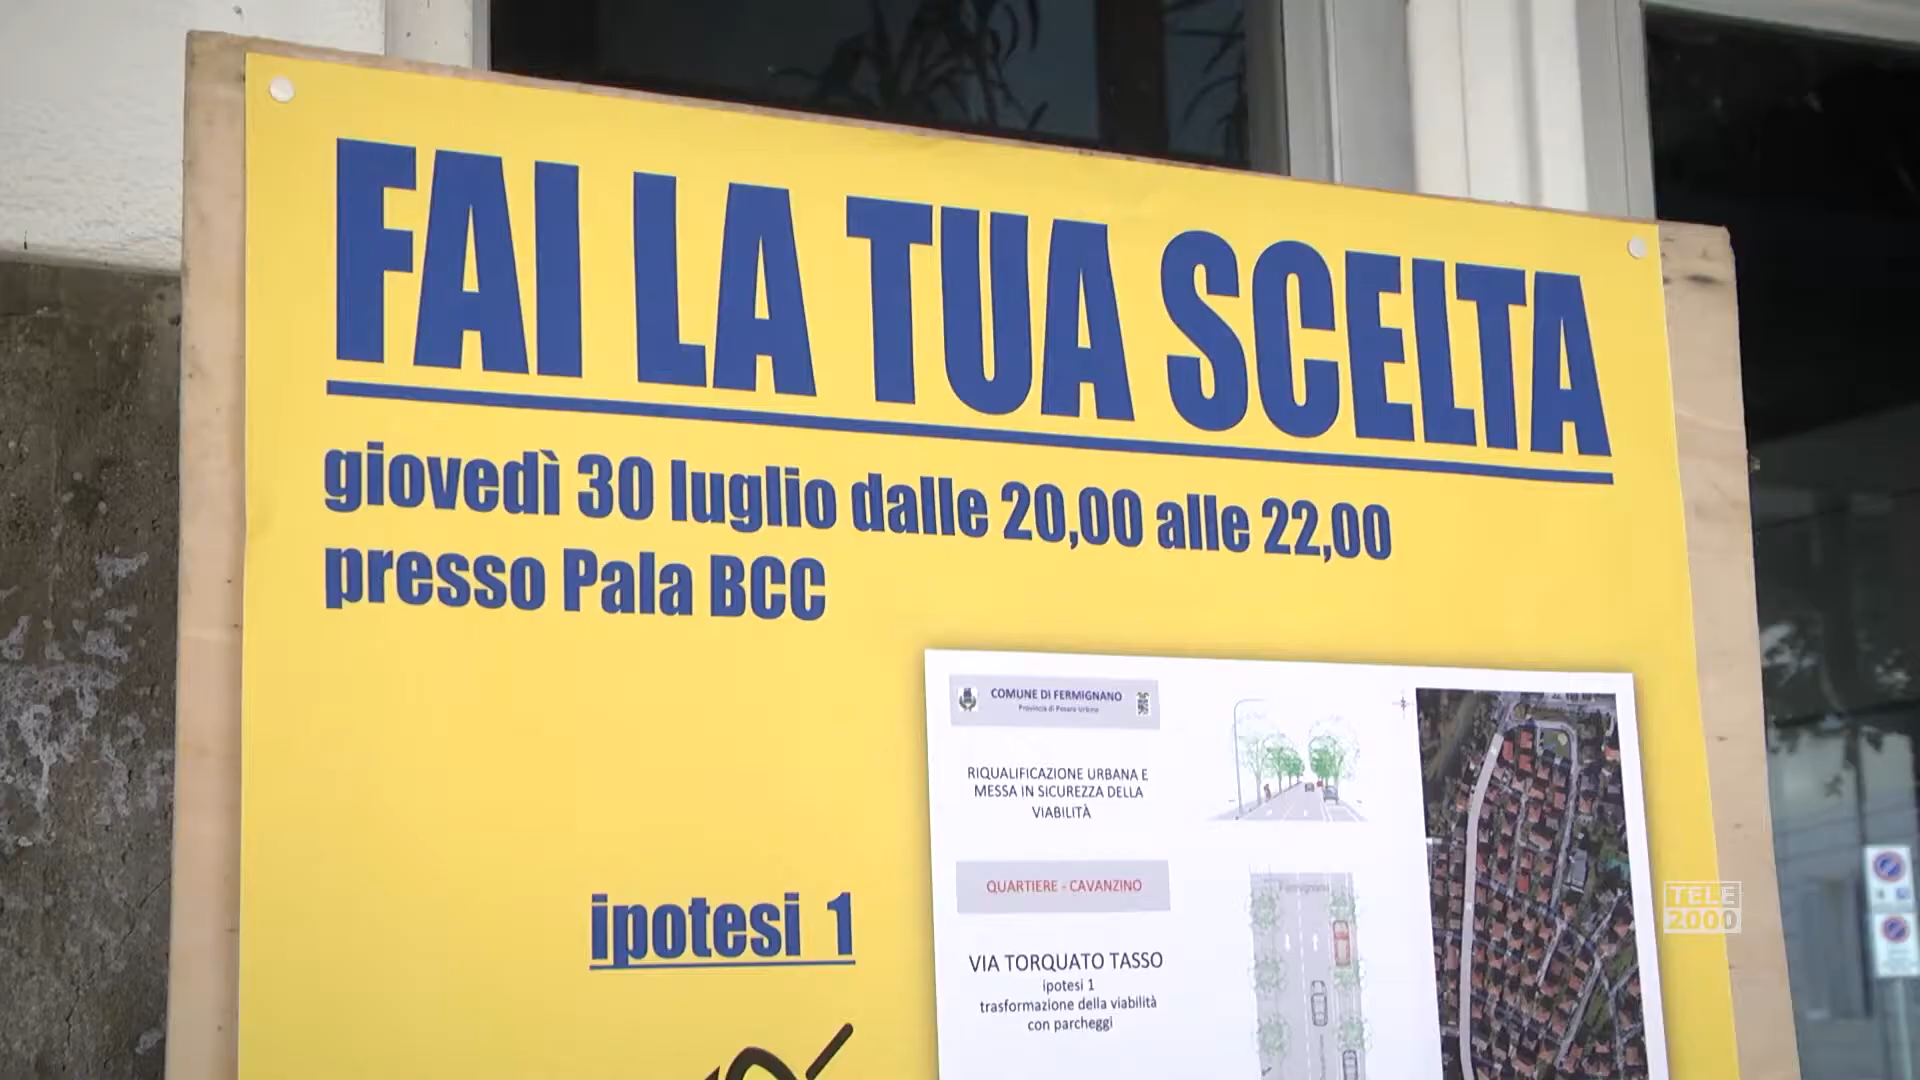 FAI LA TUA SCELTA
giovedì 30 luglio dalle 20,00 alle 22,00
presso Pala BCC
COMUNE DI FERMIGNANO
Provincia di Pesaro Urbino
RIQUALIFICAZIONE URBANA E
MESSA IN SICUREZZA DELLA
VIABILITÀ
QUARTIERE - CAVANZINO
Fermignano
ipotesi 1
VIA TORQUATO TASSO
ipotesi 1
trasformazione della viabilità
con parcheggi
TELE
2000